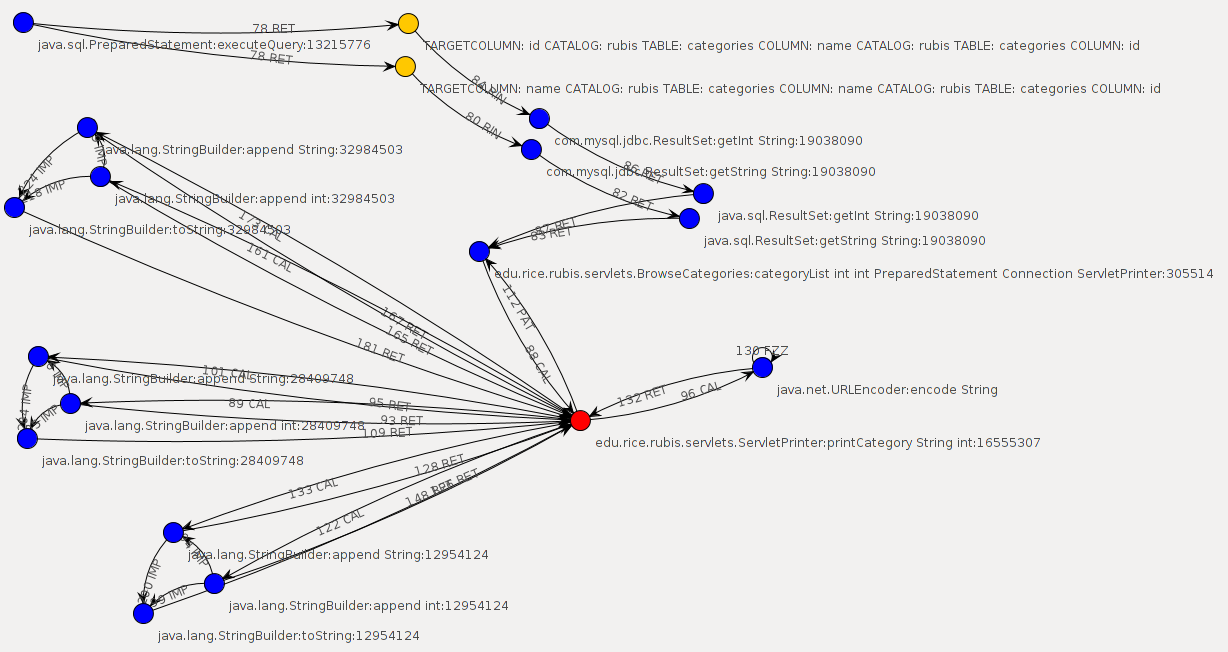 78 RET
java.sql.PreparedStatement:executeQuery:13215776
TARGETCOLUMN: id CATALOG: rubis TABLE: categories COLUMN: name CATALOG: rubis TABLE: categories COLUMN: id
78 RET
84 RIN
TARGETCOLUMN: name CATALOG: rubis TABLE: categories COLUMN: name CATALOG: rubis TABLE: categories COLUMN: id
80 RIN
com.mysql.jdbc.ResultSet:getInt String:19038090
java.lang.StringBuilder:append String:32984503
IMP
86 RET
com.mysql.jdbc.ResultSet:getString String:19038090
IMP
IMP
java.lang.StringBuilder:append int:32984503
82 RET
java.sql.ResultSet:getInt String:19038090
java.lang.StringBuilder:toString:32984503
CAL
RET
83 RET
java.sql.ResultSet:getString String:19038090
161 CAL
edu.rice.rubis.servlets.BrowseCategories:categoryList int int PreparedStatement Connection ServletPrinter:305514
112 PAT
167 RET
165 RET
181 RET
88 CAL
130 FZZ
101 CAL
java.lang.StringBuilder:append String:28409748
IMP
java.net.URLEncoder:encode String
132 RET
96 CAL
IMP
89 CAL
95 RET
IMP
java.lang.StringBuilder:append int:28409748
93 RET
109 RET
edu.rice.rubis.servlets.ServletPrinter:printCategory String int:16555307
java.lang.StringBuilder:toString:28409748
128 RET
133 CAL
148 RET
RET
122 CAL
java.lang.StringBuilder:append String:12954124
IMP
IMP
IMP
java.lang.StringBuilder:append int:12954124
java.lang.StringBuilder:toString:12954124